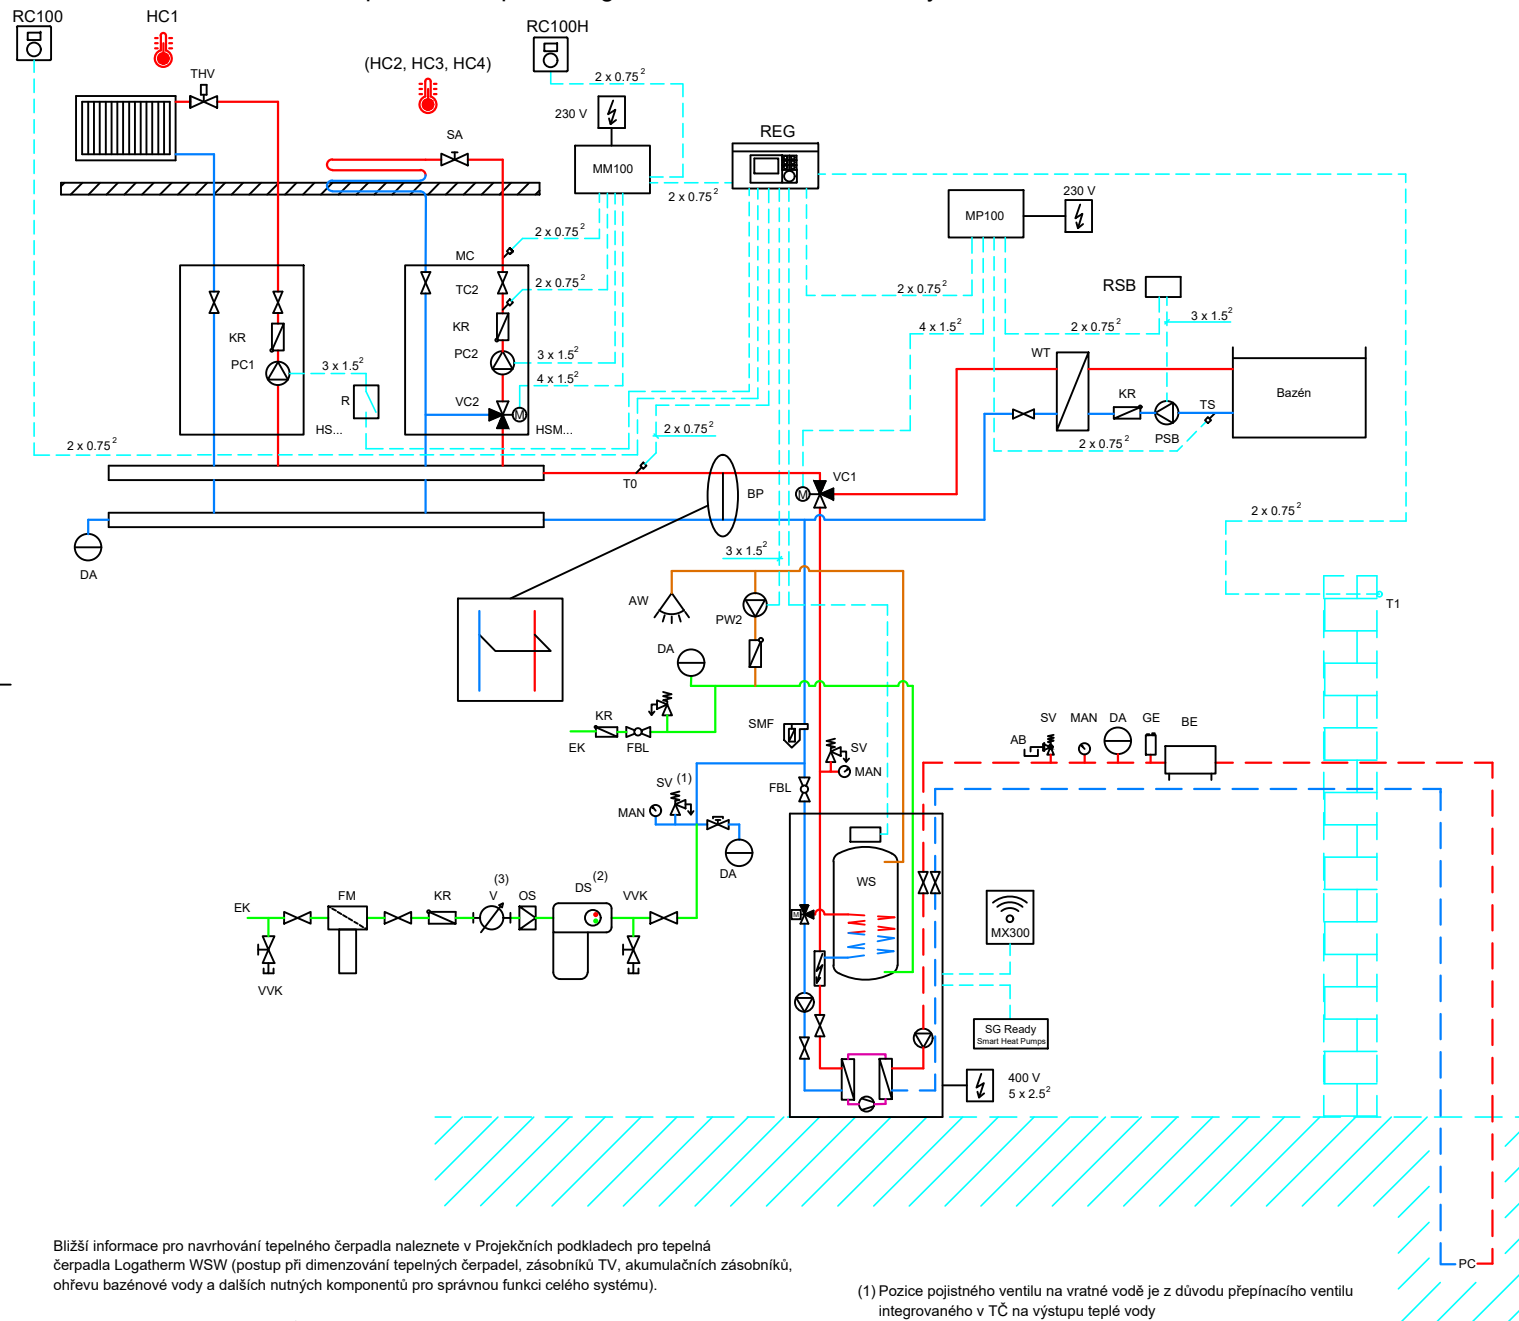 RC100
HC1
RC100H
(HC2, HC3, HC4)
THV
2 x 0.75²
230 V
SA
REG
MM100
2 x 0.75²
MP100
230 V
2 x 0.75²
MC
TC2
2 x 0.75²
2 x 0.75²
RSB
KR
KR
4 x 1.5²
2 x 0.75²
3 x 1.5²
PC1
3 x 1.5²
PC2
3 x 1.5²
4 x 1.5²
WT
R
VC2
M
KR
TS
Bazén
HS...
HSM...
2 x 0.75²
2 x 0.75²
2 x 0.75²
PSB
T0
BP
M
VC1
2 x 0.75²
DA
3 x 1.5²
AW
PW2
T1
DA
KR
EK
FBL
SMF
SV
MAN
AB
SV
MAN
DA
GE
BE
SV (1)
MAN
FBL
DA
WS
EK
FM
KR
V (3)
OS
DS (2)
VVK
M
MX300
VVK
SG Ready
Smart Heat Pumps
400 V
5 x 2.5²
PC
Bližší informace pro navrhování tepelného čerpadla naleznete v Projekčních podkladech pro tepelná
čerpadla Logatherm WSW (postup při dimenzování tepelných čerpadel, zásobníků TV, akumulačních zásobníků,
ohřevu bazénové vody a dalších nutných komponentů pro správnou funkci celého systému).
(1) Pozice pojistného ventilu na vratné vodě je z důvodu přepínacího ventilu
integrovaného v TČ na výstupu teplé vody